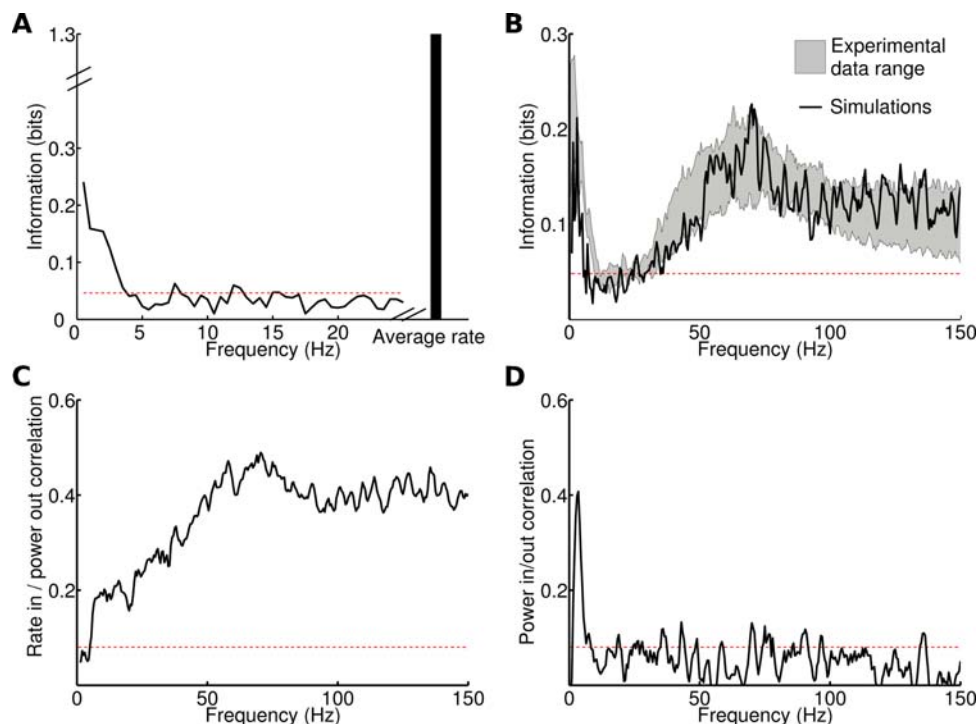 A
1.3
0.3
0.2
0.1
0
Information (bits)
0
5
10
15
20
Average rate
Frequency (Hz)
B
0.3
0.2
0.1
Information (bits)
Experimental
data range
Simulations
0
50
100
150
Frequency (Hz)
C
0.6
0.4
0.2
Rate in / power out correlation
0
50
100
150
Frequency (Hz)
D
0.6
0.4
0.2
Power in/out correlation
0
50
100
150
Frequency (Hz)